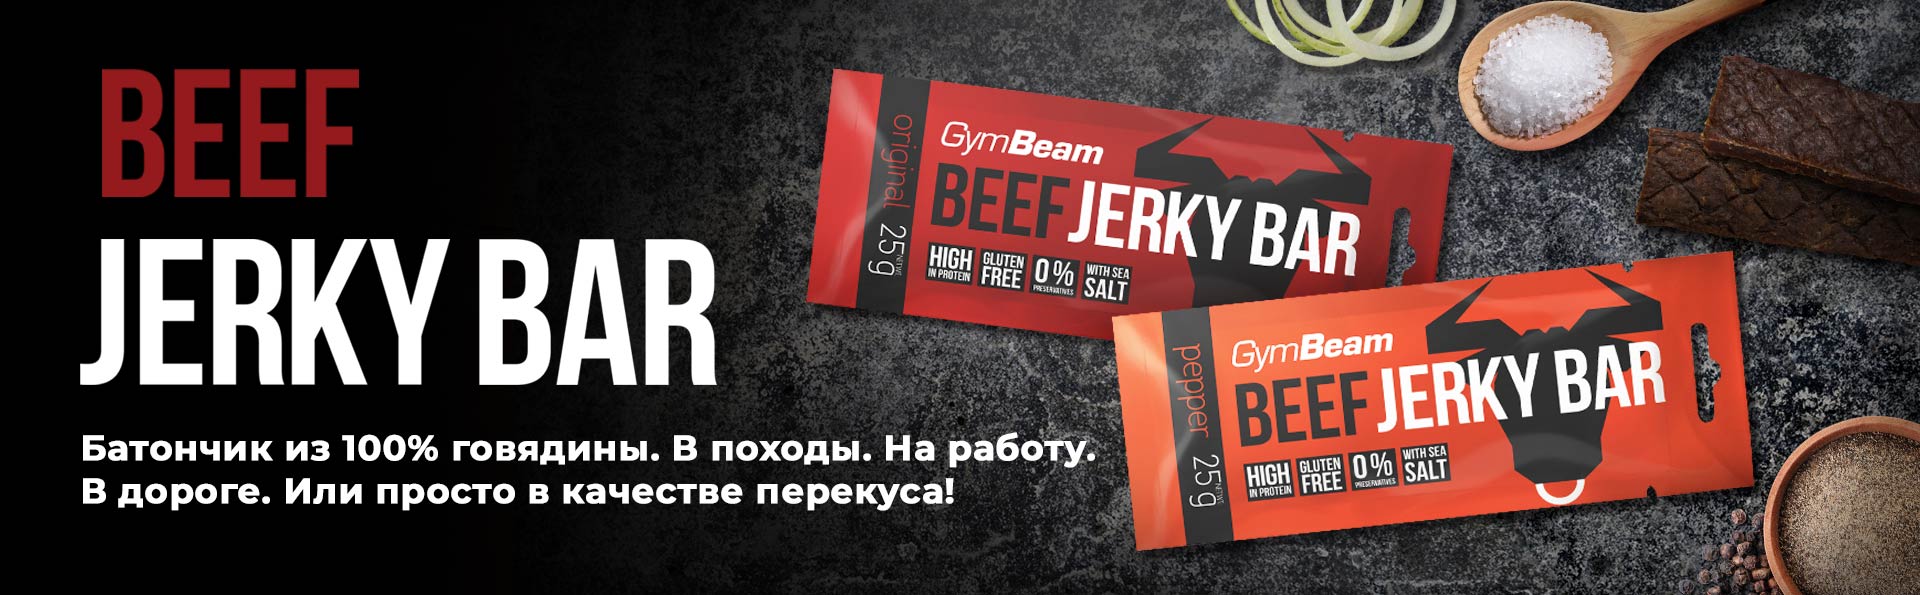 BEEF
JERKY BAR
Батончик из 100% говядины. В походы. На работу.
В дороге. Или просто в качестве перекуса!
original 25 g
NETWT
GymBeam
BEEF JERKY BAR
HIGH
IN PROTEIN
GLUTEN
FREE
0%
PRESERVATIVES
WITH SEA
SALT
pepper 25 g
NETWT
GymBeam
BEEF JERKY BAR
HIGH
IN PROTEIN
GLUTEN
FREE
0%
PRESERVATIVES
WITH SEA
SALT